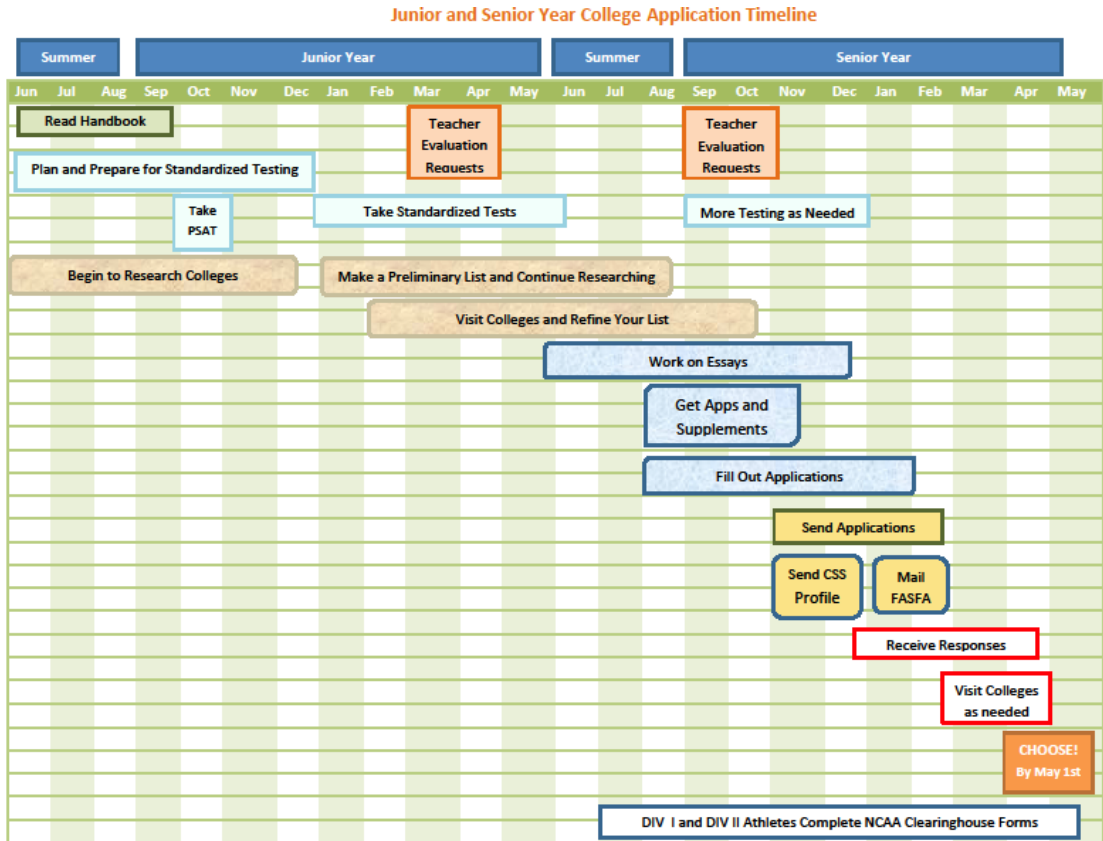 Junior and Senior Year College Application Timeline
Summer Junior Year Summer Senior Year
Jun Jul Aug Sep Oct Nov Dec Jan Feb Mar Apr May Jun Jul Aug Sep Oct Nov Dec Jan Feb Mar Apr May
Read Handbook
Teacher
Evaluation
Requests
Teacher
Evaluation
Requests
Plan and Prepare for Standardized Testing
Take
PSAT
Take Standardized Tests
More Testing as Needed
Begin to Research Colleges
Make a Preliminary List and Continue Researching
Visit Colleges and Refine Your List
Work on Essays
Get Apps and
Supplements
Fill Out Applications
Send Applications
Send CSS
Profile
Mail
FASFA
Receive Responses
Visit Colleges
as needed
CHOOSE!
By May 1st
DIV I and DIV II Athletes Complete NCAA Clearinghouse Forms